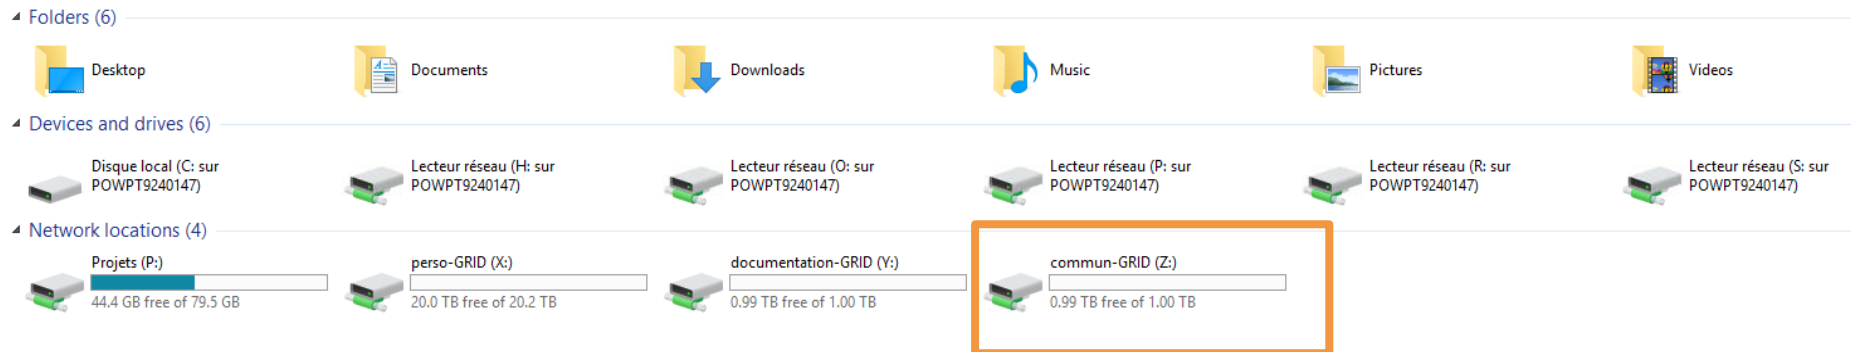 Folders (6)
Desktop
Documents
Downloads
Music
Pictures
Videos
Devices and drives (6)
Disque local (C: sur
POWPT9240147)
Lecteur réseau (H: sur
POWPT9240147)
Lecteur réseau (O: sur
POWPT9240147)
Lecteur réseau (P: sur
POWPT9240147)
Lecteur réseau (R: sur
POWPT9240147)
Lecteur réseau (S: sur
POWPT9240147)
Network locations (4)
Projets (P:)
44.4 GB free of 79.5 GB
perso-GRID (X:)
20.0 TB free of 20.2 TB
documentation-GRID (Y:)
0.99 TB free of 1.00 TB
commun-GRID (Z:)
0.99 TB free of 1.00 TB